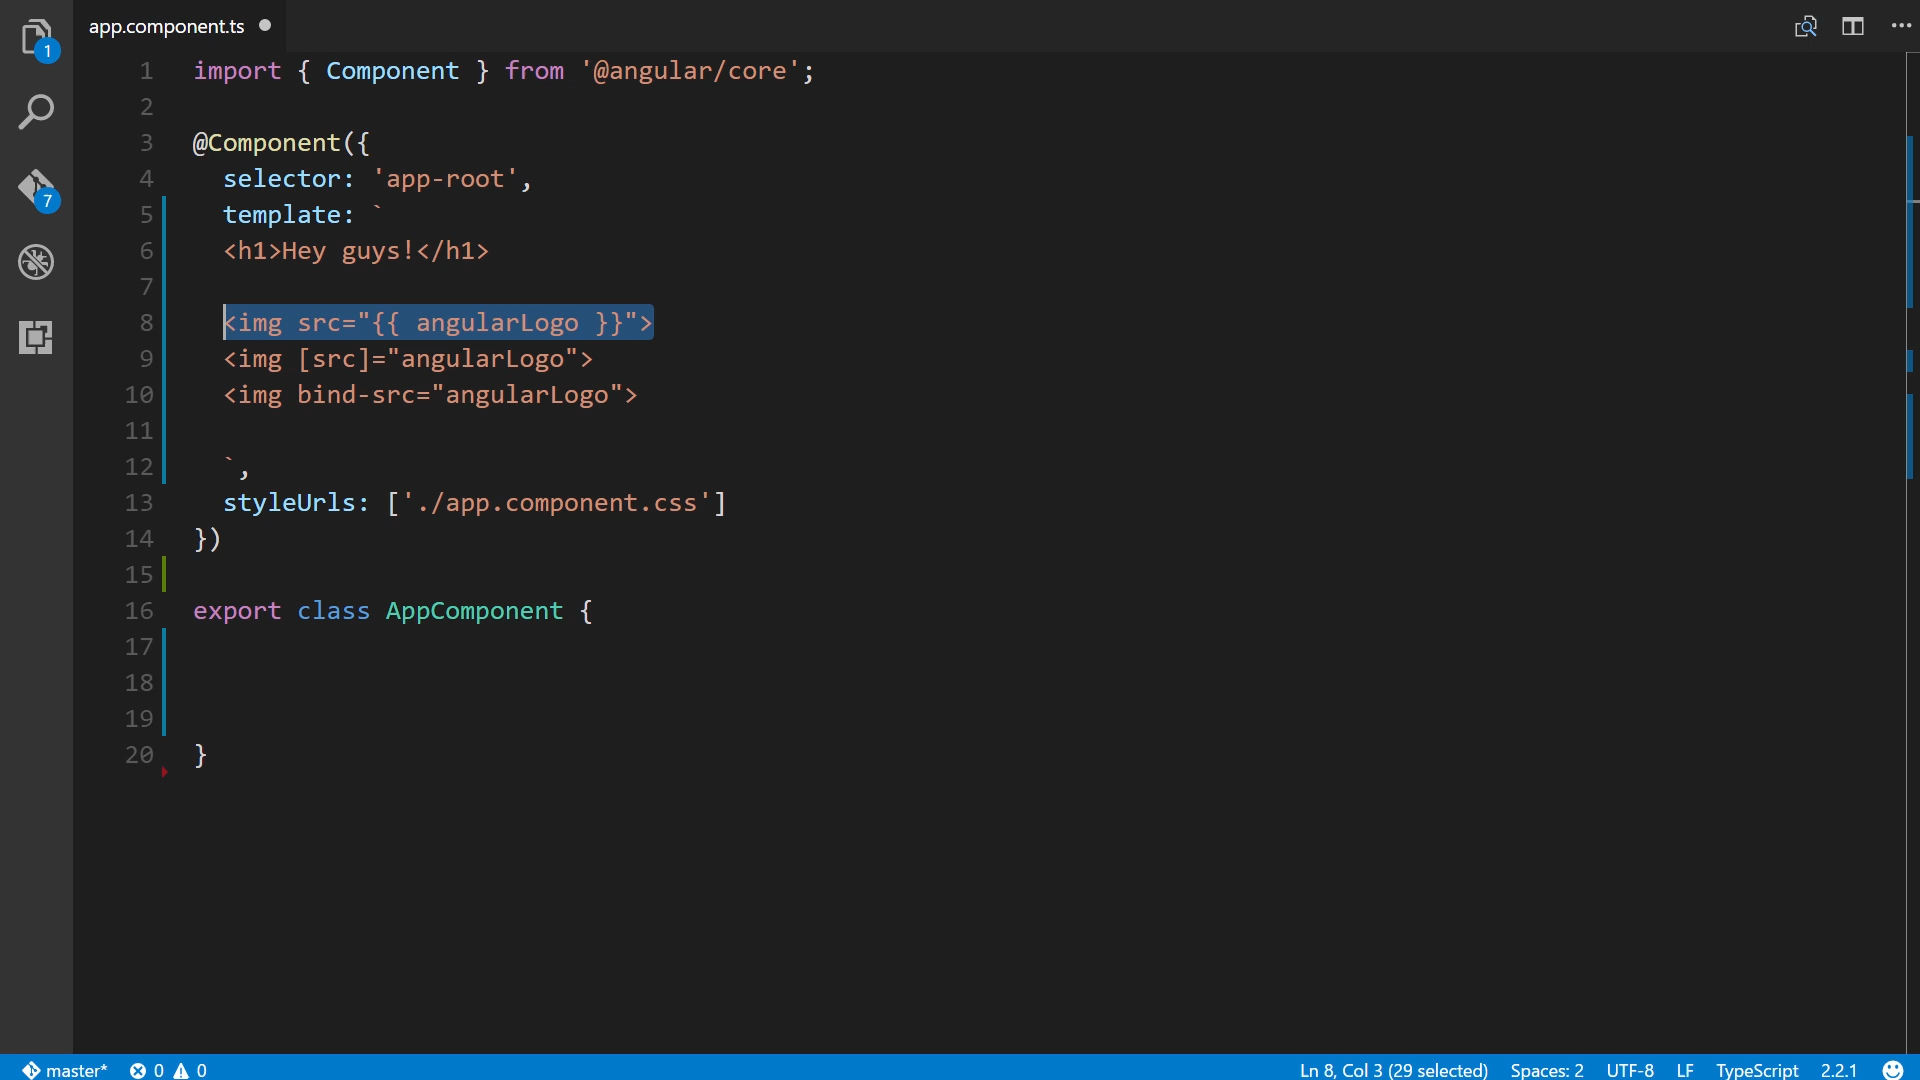 app.component.ts
1
1 import { Component } from '@angular/core';
2
3 @Component({
4   selector: 'app-root',
7
5   template: `
6   <h1>Hey guys!</h1>
7
8   <img src="{{ angularLogo }}">
9   <img [src]="angularLogo">
10   <img bind-src="angularLogo">
11
12   `,
13   styleUrls: ['./app.component.css']
14 })
15
16 export class AppComponent {
17
18
19
20 }
master* 0 0 Ln 8, Col 3 (29 selected) Spaces: 2 UTF-8 LF TypeScript 2.2.1